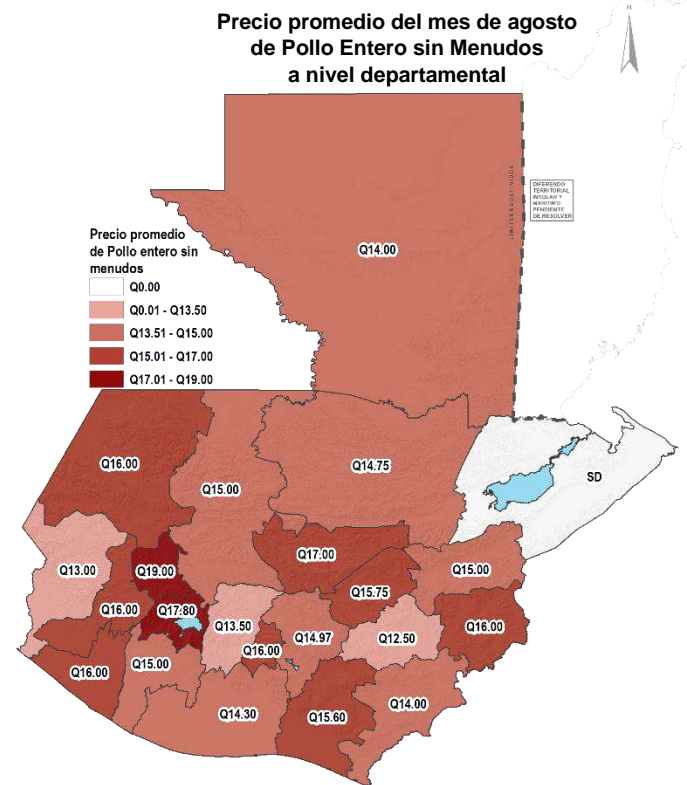 Precio promedio del mes de agosto
de Pollo Entero sin Menudos
a nivel departamental
N
DIFERENDO
TERRITORIAL
INSULAR Y
MARÍTIMO
PENDIENTE
DE RESOLVER
Precio promedio
de Pollo entero sin
menudos
Q0.00
Q0.01 - Q13.50
Q13.51 - Q15.00
Q15.01 - Q17.00
Q17.01 - Q19.00
Q14.00
Q16.00
Q15.00
Q14.75
SD
Q13.00
Q19.00
Q17.00
Q15.00
Q15.75
Q16.00
Q17.80
Q13.50
Q14.97
Q12.50
Q16.00
Q16.00
Q16.00
Q15.00
Q14.30
Q15.60
Q14.00